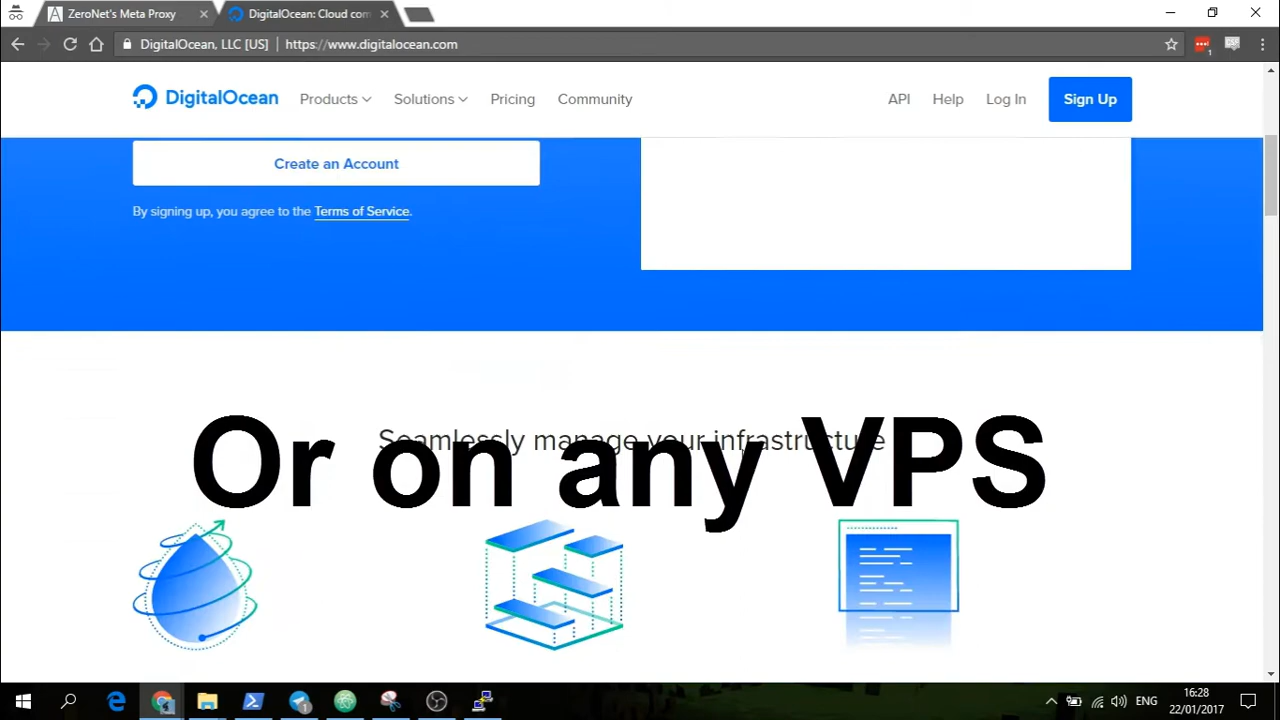 ZeroNet's Meta Proxy
DigitalOcean: Cloud com
DigitalOcean, LLC [US]
https://www.digitalocean.com
DigitalOcean
Products
Solutions
Pricing
Community
API
Help
Log In
Sign Up
Create an Account
By signing up, you agree to the Terms of Service.
Seamlessly manage your infrastructure
Or on any VPS
ENG
16:28
22/01/2017